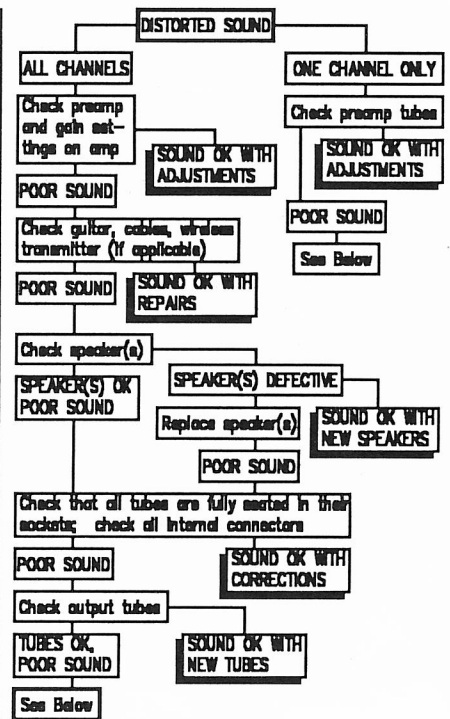 DISTORTED SOUND
ALL CHANNELS
ONE CHANNEL ONLY
Check preamp
and gain set-
tings on amp
Check preamp tubes
SOUND OK WITH
ADJUSTMENTS
SOUND OK WITH
ADJUSTMENTS
POOR SOUND
POOR SOUND
Check guitar, cables, wireless
transmitter (if applicable)
See Below
POOR SOUND
SOUND OK WITH
REPAIRS
Check speaker(s)
SPEAKER(S) OK
POOR SOUND
SPEAKER(S) DEFECTIVE
Replace speaker(s)
SOUND OK WITH
NEW SPEAKERS
POOR SOUND
Check that all tubes are fully seated in their
sockets; check all internal connectors
POOR SOUND
SOUND OK WITH
CORRECTIONS
Check output tubes
TUBES OK,
POOR SOUND
SOUND OK WITH
NEW TUBES
See Below